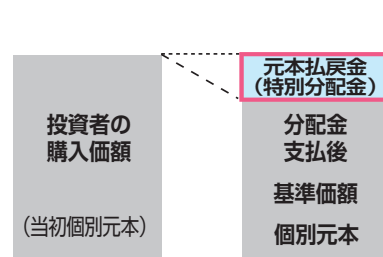 元本払戻金
（特別分配金）
投資者の
購入価額
（当初個別元本）
分配金
支払後
基準価額
個別元本